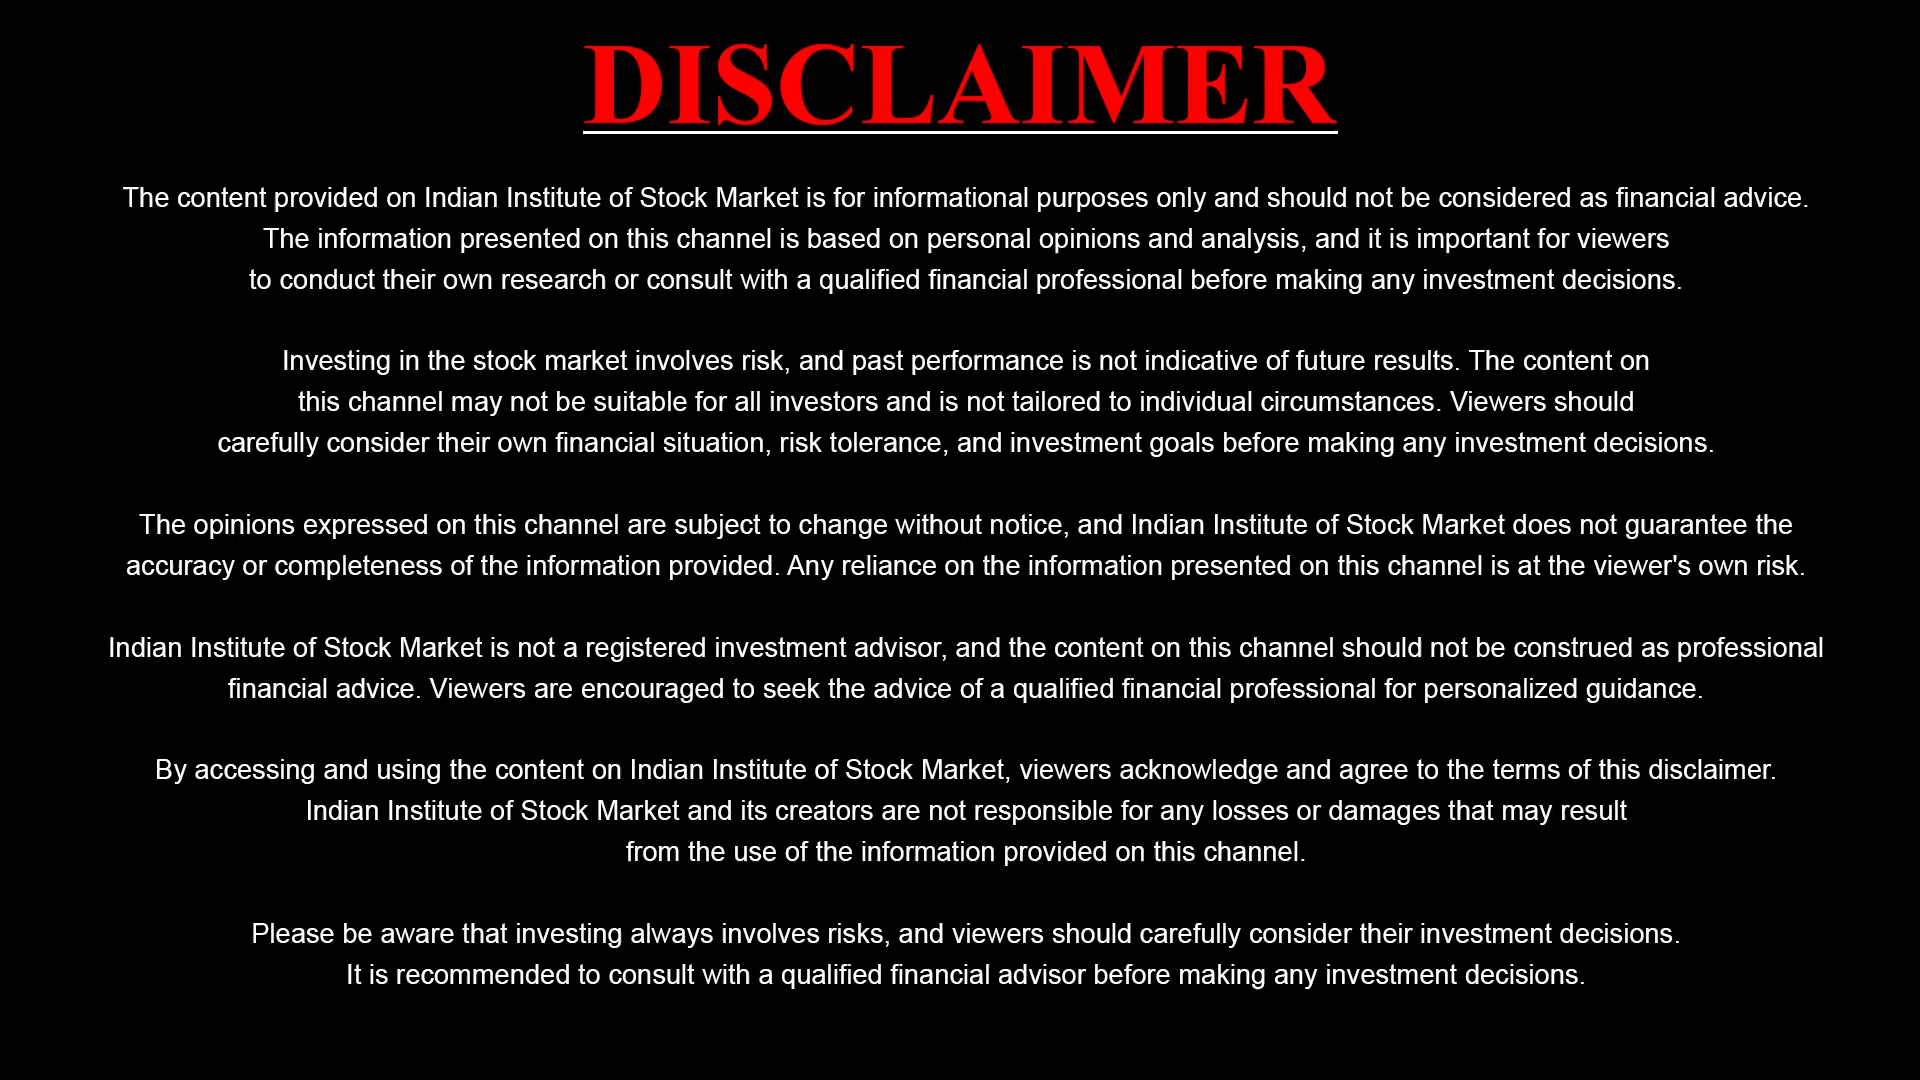 DISCLAIMER
The content provided on Indian Institute of Stock Market is for informational purposes only and should not be considered as financial advice.
The information presented on this channel is based on personal opinions and analysis, and it is important for viewers
to conduct their own research or consult with a qualified financial professional before making any investment decisions.
Investing in the stock market involves risk, and past performance is not indicative of future results. The content on
this channel may not be suitable for all investors and is not tailored to individual circumstances. Viewers should
carefully consider their own financial situation, risk tolerance, and investment goals before making any investment decisions.
The opinions expressed on this channel are subject to change without notice, and Indian Institute of Stock Market does not guarantee the
accuracy or completeness of the information provided. Any reliance on the information presented on this channel is at the viewer's own risk.
Indian Institute of Stock Market is not a registered investment advisor, and the content on this channel should not be construed as professional
financial advice. Viewers are encouraged to seek the advice of a qualified financial professional for personalized guidance.
By accessing and using the content on Indian Institute of Stock Market, viewers acknowledge and agree to the terms of this disclaimer.
Indian Institute of Stock Market and its creators are not responsible for any losses or damages that may result
from the use of the information provided on this channel.
Please be aware that investing always involves risks, and viewers should carefully consider their investment decisions.
It is recommended to consult with a qualified financial advisor before making any investment decisions.